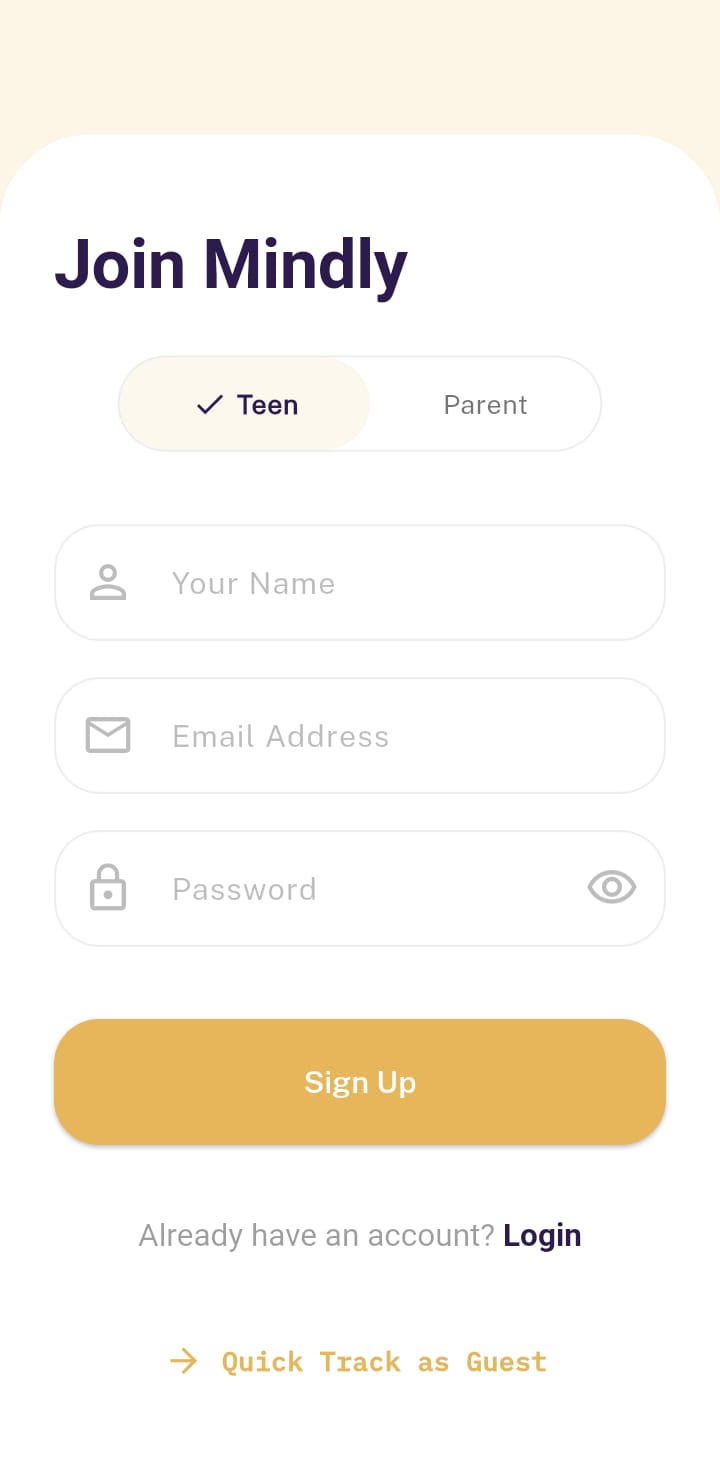 Join Mindly
Teen Parent
Your Name
Email Address
Password
Sign Up
Already have an account? Login
Quick Track as Guest